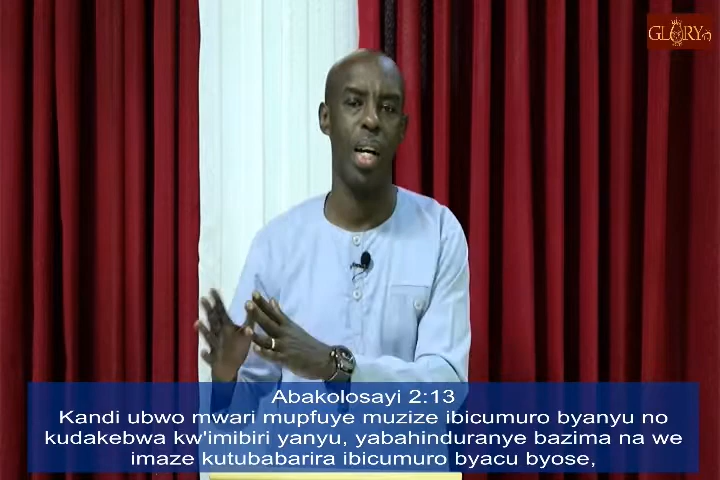 GLORY
Abakolosayi 2:13
Kandi ubwo mwari mupfuye muzize ibicumuro byanyu no
kudakebwa kw'imibiri yanyu, yabahinduranye bazima na we
imaze kutubabarira ibicumuro byacu byose,